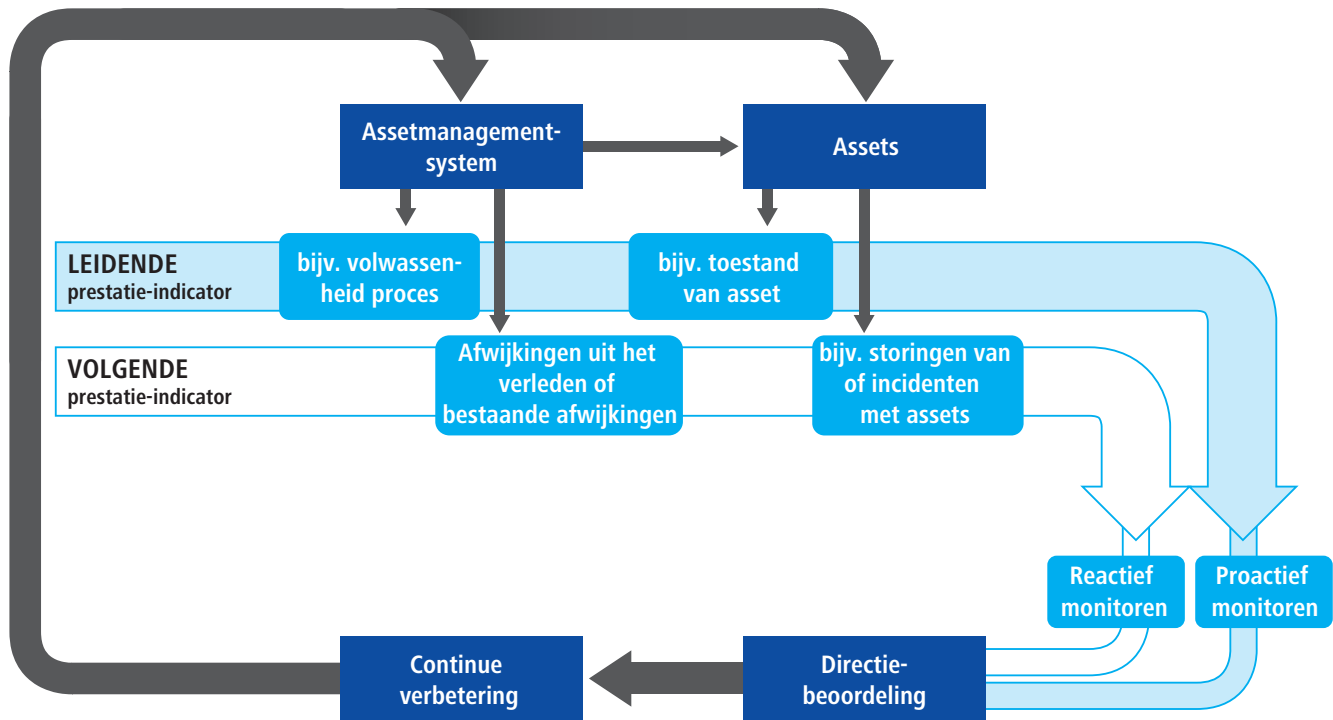 Assetmanagement-
system
Assets
LEIDENDE
prestatie-indicator
bijv. volwassen-
heid proces
bijv. toestand
van asset
VOLGENDE
prestatie-indicator
Afwijkingen uit het
verleden of
bestaande afwijkingen
bijv. storingen van
of incidenten
met assets
Reactief
monitoren
Proactief
monitoren
Continue
verbetering
Directie-
beoordeling